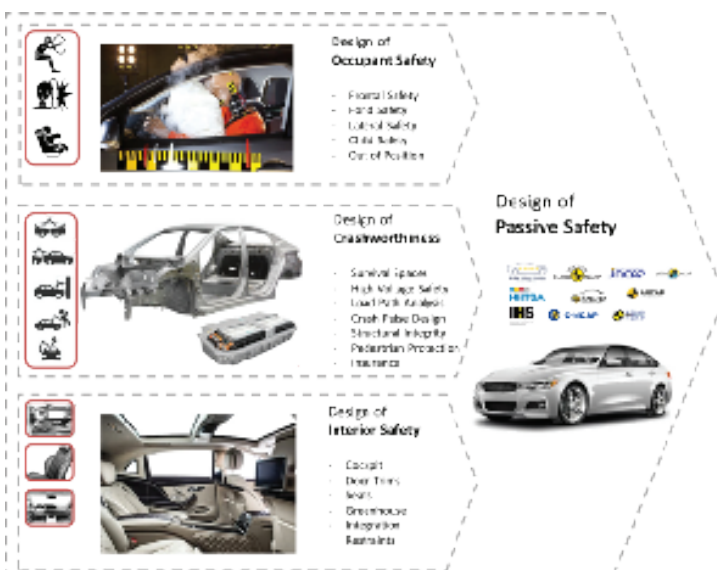 Design of
Occupant Safety
- Frontal Safety
- Safety
- Lateral Safety
- Child Safety
- Out of Position
Design of
Crashworthiness
- Survival Space
- High Voltage Safety
- Load Path Analysis
- Crash Pulse Design
- Structural Integrity
- Pedestrian Protection
- Insurance
Design of
Interior Safety
- Cockpit
- Door Trims
- Seats
- Greenhouse
- Integration
- Restraints
Design of
Passive Safety
NHTSA
IIHS
C-NCAP